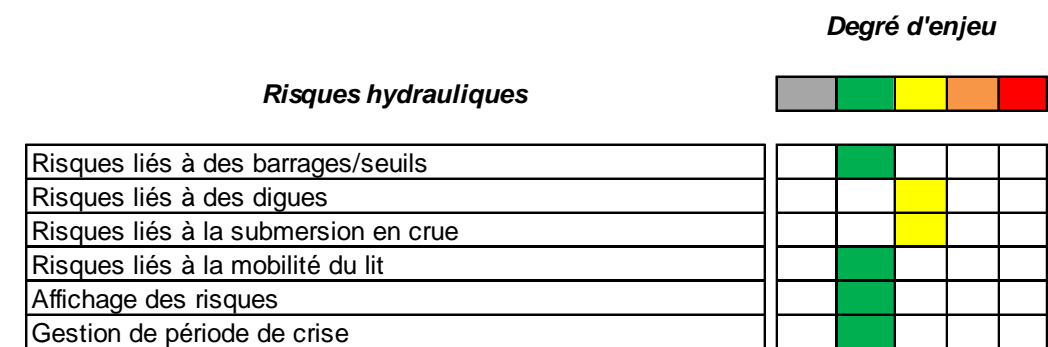 Degré d'enjeu
Risques hydrauliques
Risques liés à des barrages/seuils
Risques liés à des digues
Risques liés à la submersion en crue
Risques liés à la mobilité du lit
Affichage des risques
Gestion de période de crise